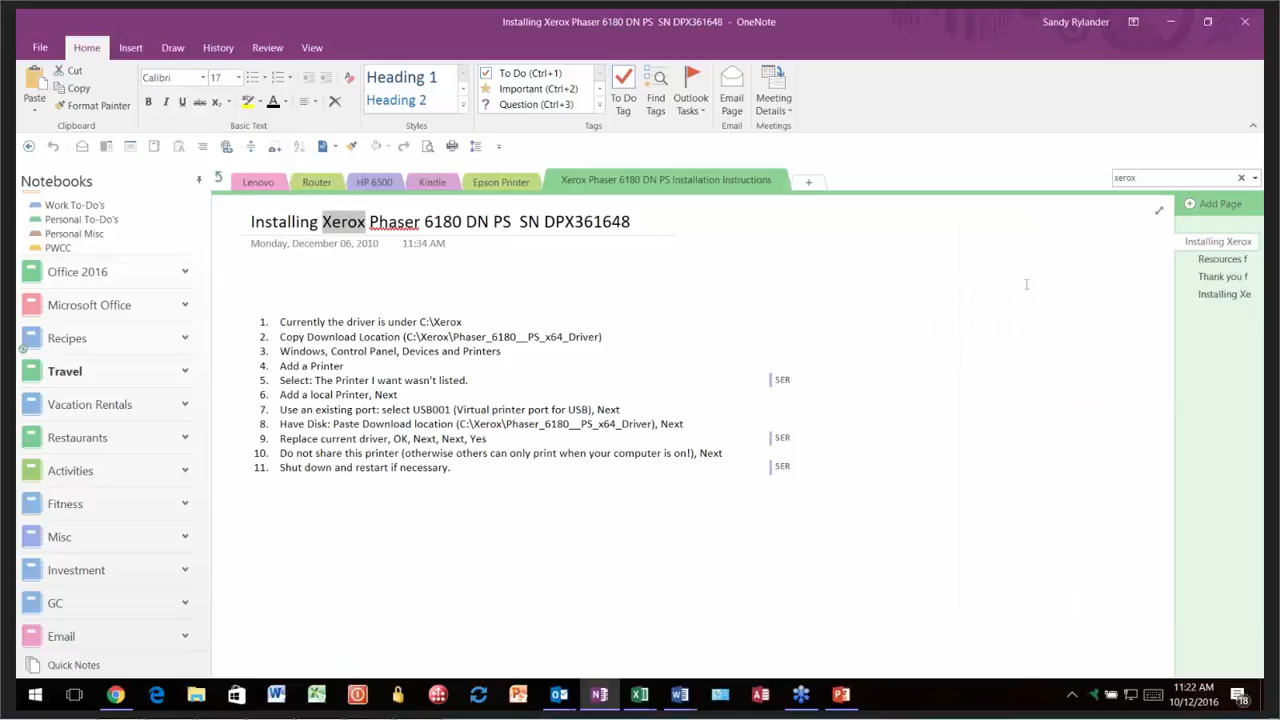 Installing Xerox Phaser 6180 DN PS  SN DPX361648  -  OneNote
Sandy Rylander
File
Home
Insert
Draw
History
Review
View
Paste
Cut
Copy
Format Painter
Clipboard
Calibri
17
Basic Text
Heading 1
Heading 2
Styles
To Do (Ctrl+1)
Important (Ctrl+2)
Question (Ctrl+3)
To Do
Tag
Find
Tags
Outlook
Tasks
Tags
Email
Page
Email
Meeting
Details
Meetings
Notebooks
Lenovo
Router
HP 6500
Kindle
Epson Printer
Xerox Phaser 6180 DN PS Installation Instructions
xerox
Work To-Do's
Personal To-Do's
Personal Misc
PWCC
Office 2016
Microsoft Office
Recipes
Travel
Vacation Rentals
Restaurants
Activities
Fitness
Misc
Investment
GC
Email
Quick Notes
Installing Xerox Phaser 6180 DN PS  SN DPX361648
Monday, December 06, 2010 11:34 AM
1. Currently the driver is under C:\Xerox
2. Copy Download Location (C:\Xerox\Phaser_6180__PS_x64_Driver)
3. Windows, Control Panel, Devices and Printers
4. Add a Printer
5. Select: The Printer I want wasn't listed. SER
6. Add a local Printer, Next
7. Use an existing port: select USB001 (Virtual printer port for USB), Next
8. Have Disk: Paste Download location (C:\Xerox\Phaser_6180__PS_x64_Driver), Next
9. Replace current driver, OK, Next, Next, Yes SER
10. Do not share this printer (otherwise others can only print when your computer is on!), Next
11. Shut down and restart if necessary. SER
Add Page
Installing Xerox
Resources f
Thank you f
Installing Xe
11:22 AM
10/12/2016
18